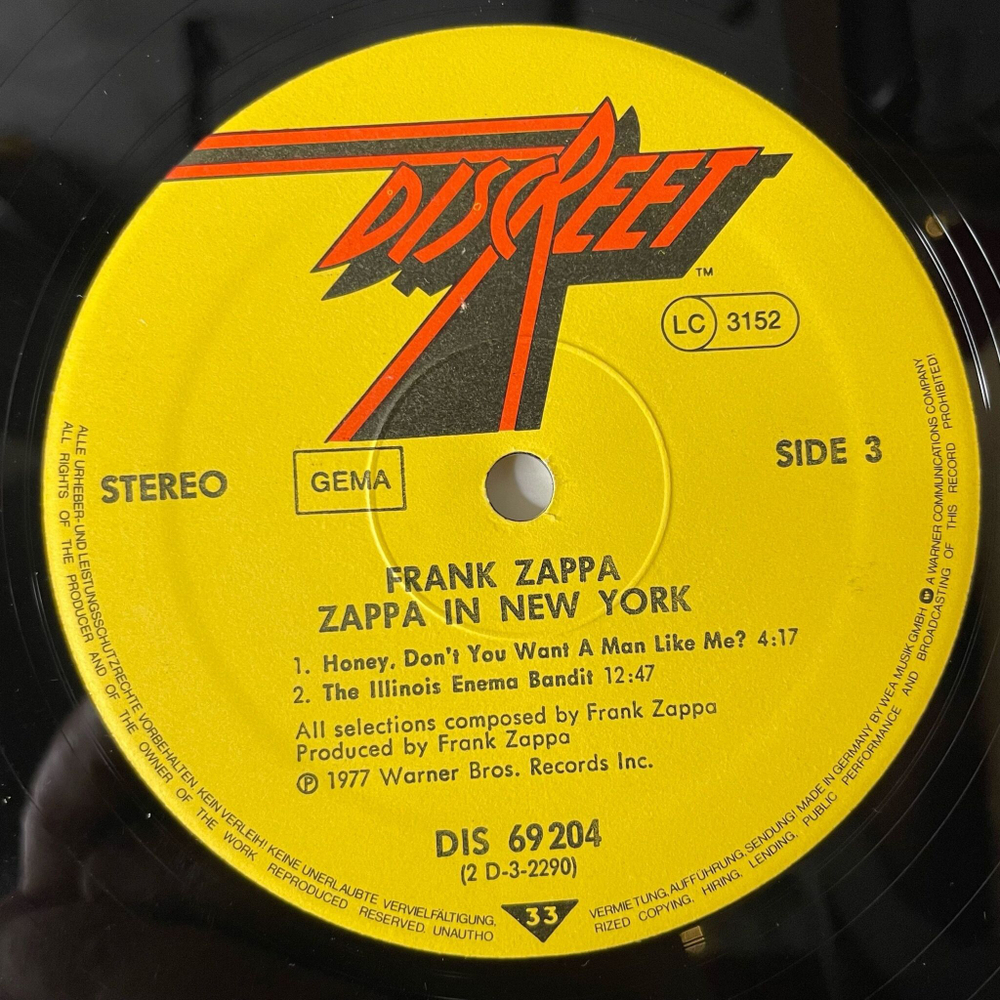 DISCREET
TM
LC 3152
STEREO
GEMA
SIDE 3
FRANK ZAPPA
ZAPPA IN NEW YORK
1. Honey, Don't You Want A Man Like Me? 4:17
2. The Illinois Enema Bandit 12:47
All selections composed by Frank Zappa
Produced by Frank Zappa
℗ 1977 Warner Bros. Records Inc.
DIS 69 204
(2 D-3-2290)
33
ALLE URHEBER- UND LEISTUNGSSCHUTZRECHTE VORBEHALTEN. KEIN VERLEIH! KEINE UNERLAUBTE VERVIELFÄLTIGUNG, VERMIETUNG, AUFFÜHRUNG, SENDUNG! MADE IN GERMANY BY WEA MUSIK GMBH A WARNER COMMUNICATIONS COMPANY
ALL RIGHTS OF THE PRODUCER AND OF THE OWNER OF THE WORK REPRODUCED RESERVED. UNAUTHORIZED COPYING, HIRING, LENDING, PUBLIC PERFORMANCE AND BROADCASTING OF THIS RECORD PROHIBITED!